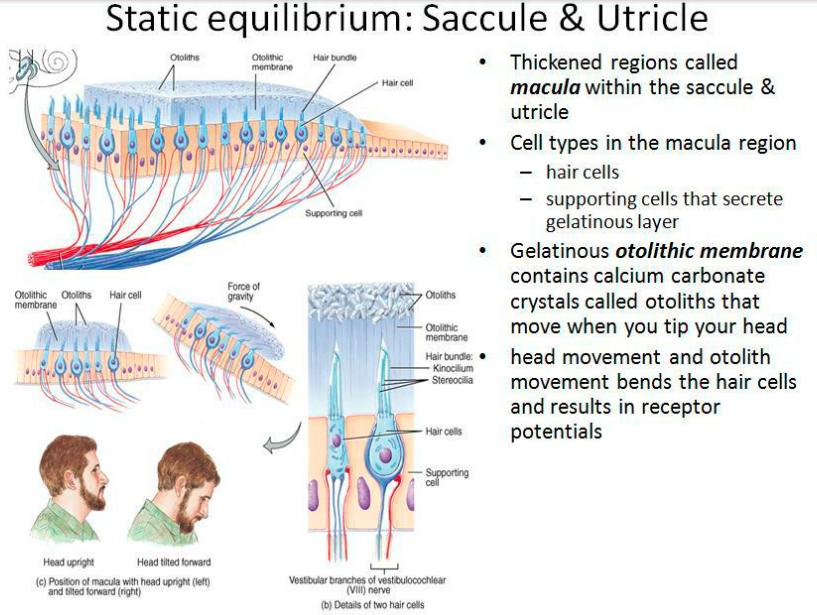 Static equilibrium: Saccule & Utricle
Otoliths
Otolithic
membrane
Hair bundle
Hair cell
Supporting cell
Otolithic
membrane
Otoliths
Hair cell
Force of
gravity
Head upright
Head tilted forward
(c) Position of macula with head upright (left)
and tilted forward (right)
Otoliths
Otolithic
membrane
Hair bundle:
Kinocilium
Stereocilia
Hair cells
Supporting
cell
Vestibular branches of vestibulocochlear
(VIII) nerve
(b) Details of two hair cells
• Thickened regions called
macula within the saccule &
utricle
• Cell types in the macula region
– hair cells
– supporting cells that secrete
gelatinous layer
• Gelatinous otolithic membrane
contains calcium carbonate
crystals called otoliths that
move when you tip your head
• head movement and otolith
movement bends the hair cells
and results in receptor
potentials